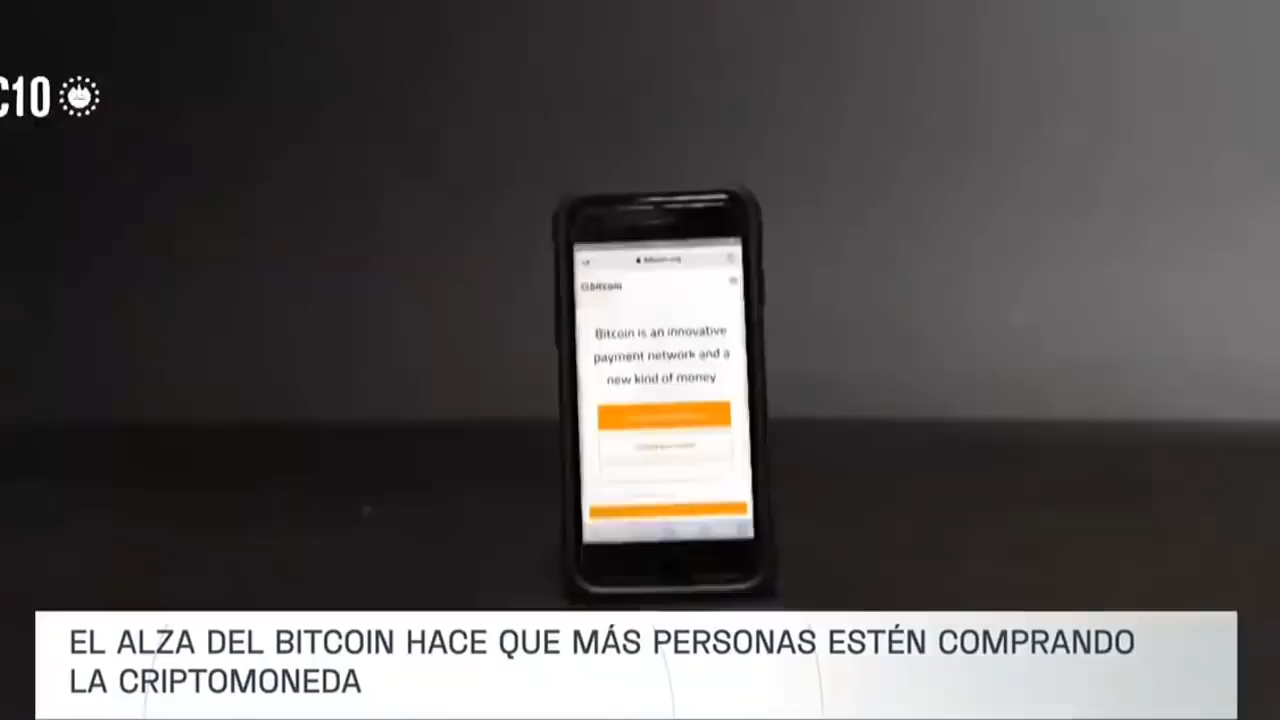 C10
Bitcoin is an innovative
payment network and a
new kind of money
EL ALZA DEL BITCOIN HACE QUE MÁS PERSONAS ESTÉN COMPRANDO
LA CRIPTOMONEDA